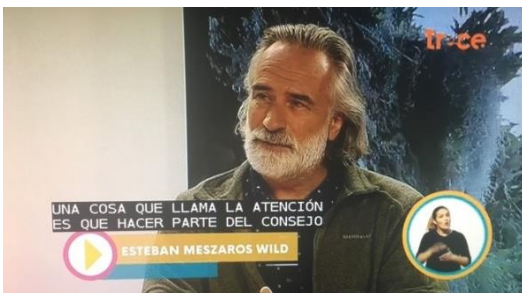 trece
UNA COSA QUE LLAMA LA ATENCIÓN
ES QUE HACER PARTE DEL CONSEJO
ESTEBAN MESZAROS WILD